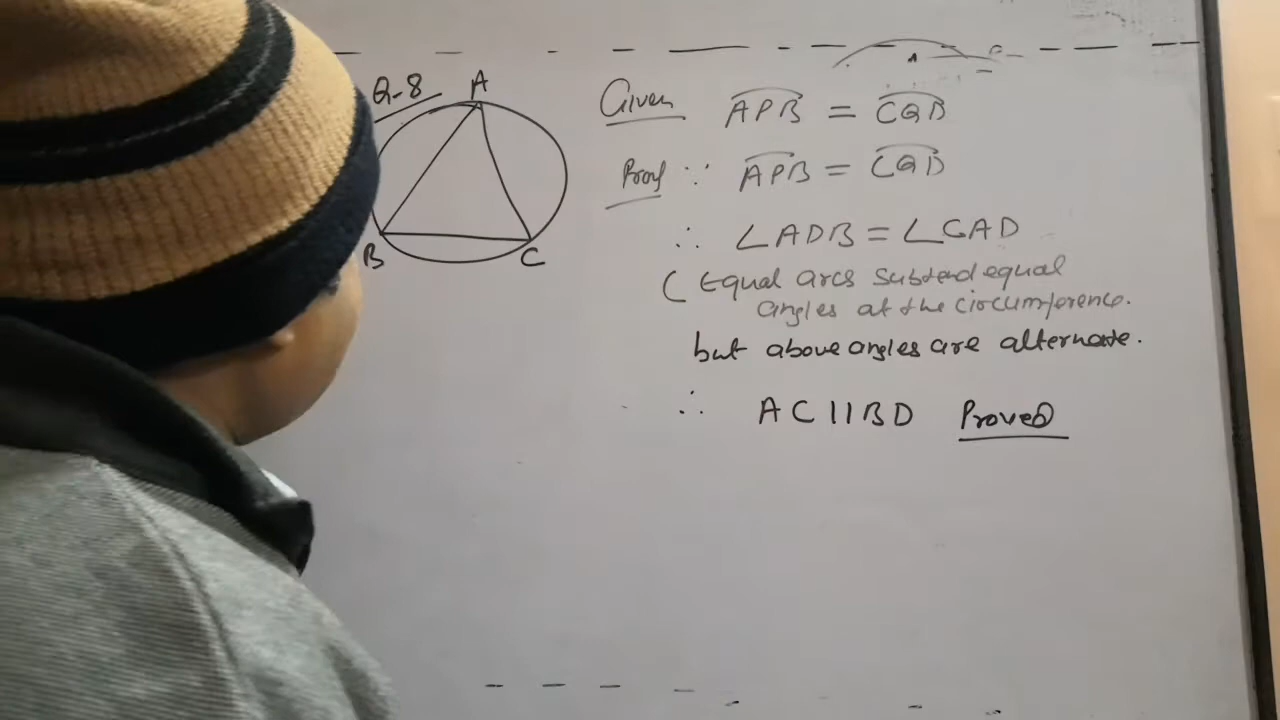 Q-8
A
B
C
Given APB = CQD
Proof ∵ APB = CQD
∴ ∠ADB = ∠CAD
( Equal arcs subtend equal
angles at the circumference.
but above angles are alternate.
∴ AC || BD Proved